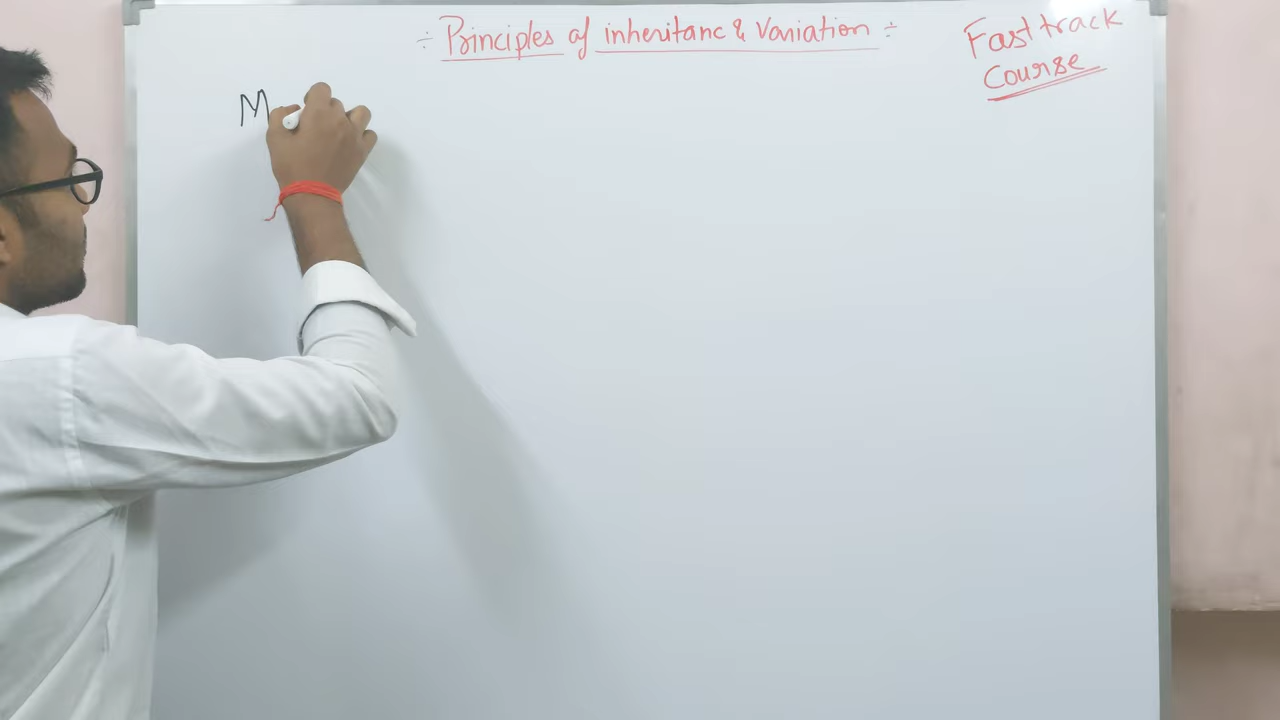 ÷ Principles of inheritanc & Variation ÷
Fast track
Course
M